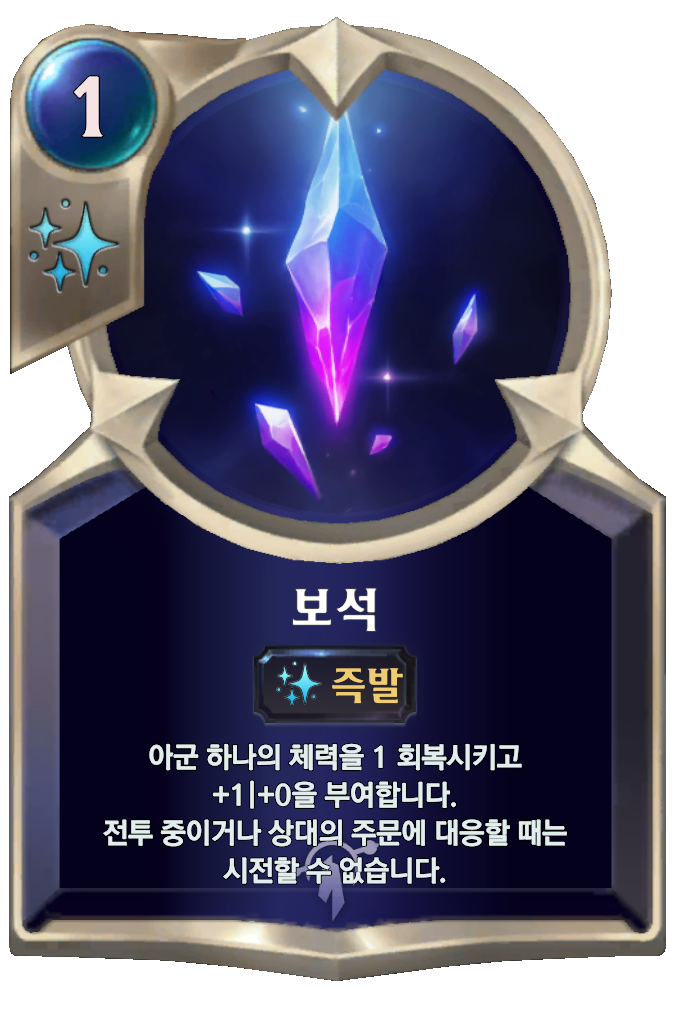 1
보석
즉발
아군 하나의 체력을 1 회복시키고
+1|+0을 부여합니다.
전투 중이거나 상대의 주문에 대응할 때는
시전할 수 없습니다.